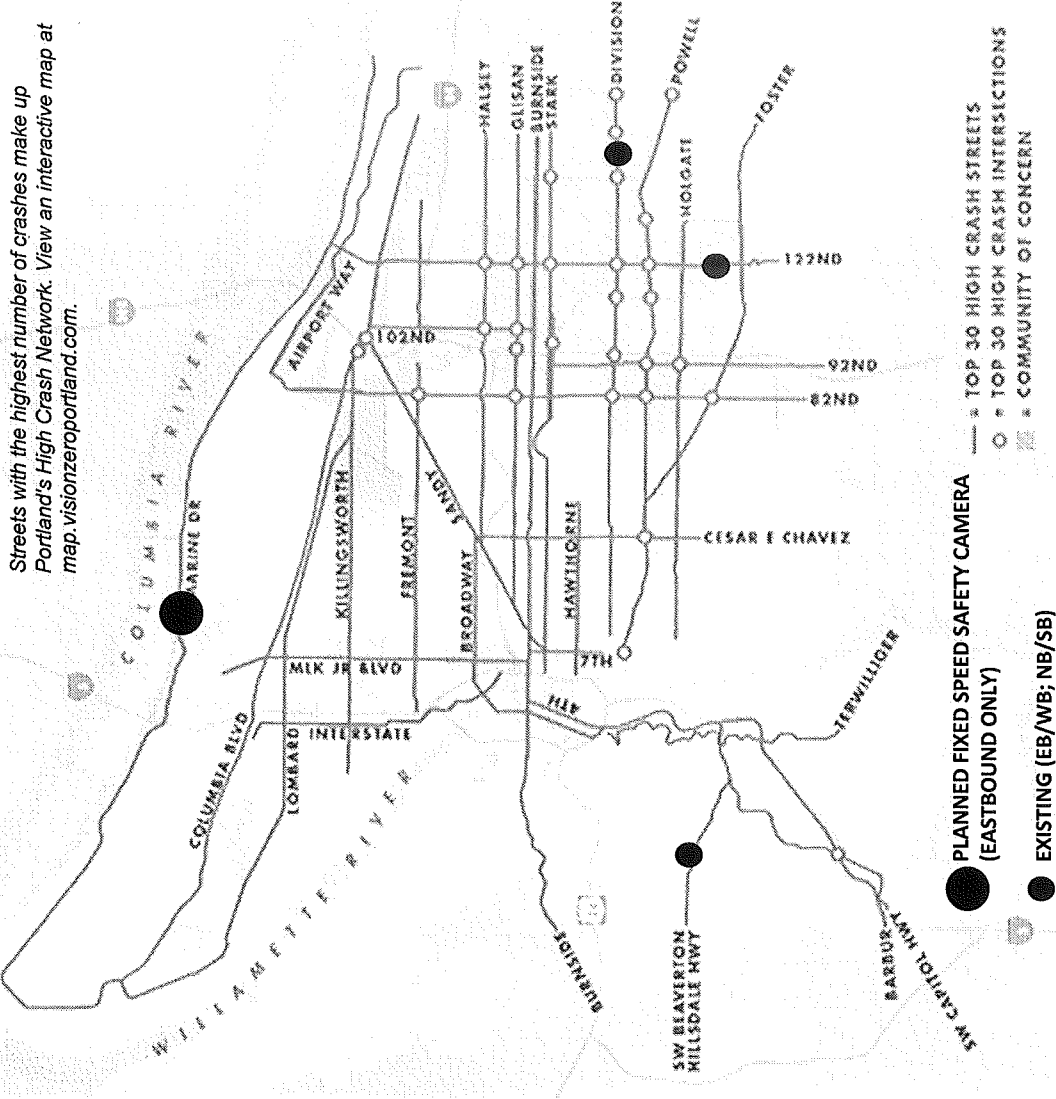 Streets with the highest number of crashes make up
Portland's High Crash Network. View an interactive map at
map.visionzeroportland.com.
COLUMBIA RIVER
MARINE DR
AIRPORT WAY
102ND
KILLINGSWORTH
FREMONT
SANDY
BROADWAY
HALSEY
GLISAN
BURNSIDE
STARK
DIVISION
POWELL
HOLGATE
FOSTER
122ND
92ND
82ND
HAWTHORNE
CESAR E CHAVEZ
7TH
MLK JR BLVD
COLUMBIA BLVD
LOMBARD
INTERSTATE
4TH
TERWILLIGER
WILLAMETTE RIVER
BURNSIDE
SW BEAVERTON
HILLSDALE HWY
BARBUR
SW CAPITOL HWY
PLANNED FIXED SPEED SAFETY CAMERA
(EASTBOUND ONLY)
EXISTING (EB/WB; NB/SB)
= TOP 30 HIGH CRASH STREETS
= TOP 30 HIGH CRASH INTERSECTIONS
= COMMUNITY OF CONCERN